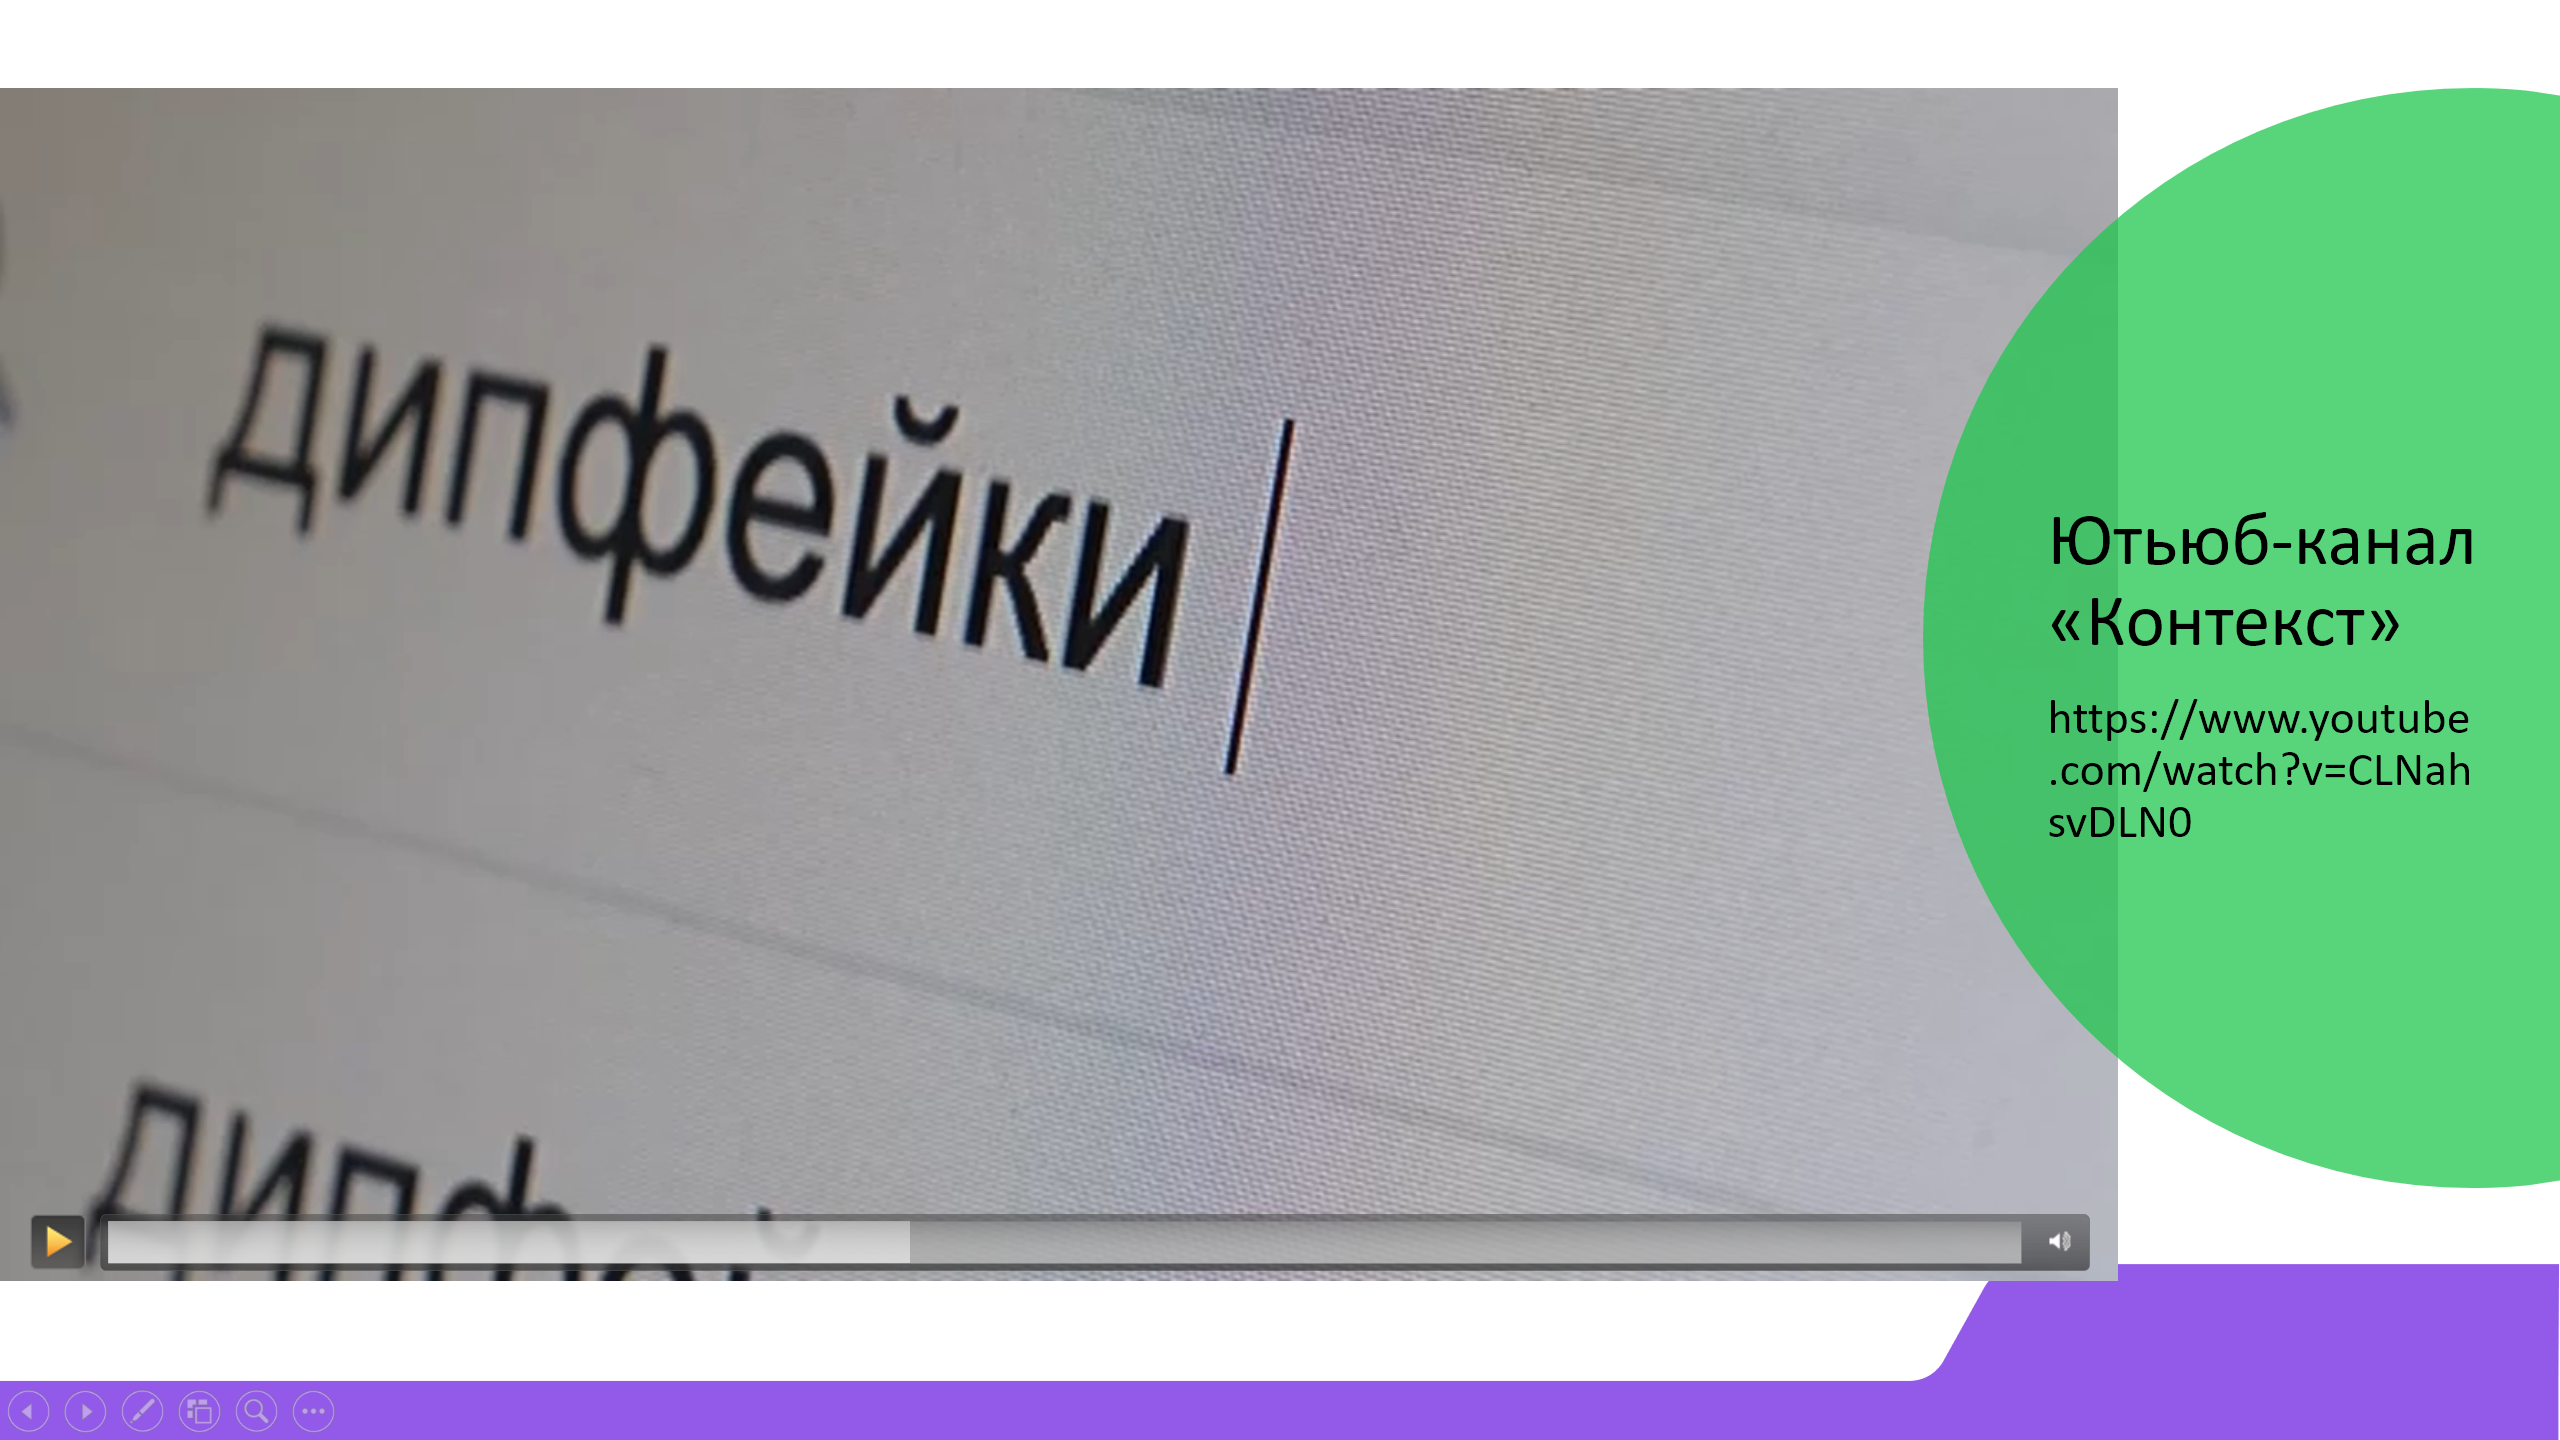 дипфейки
Ютьюб-канал
«Контекст»
https://www.youtube
.com/watch?v=CLNah
svDLN0